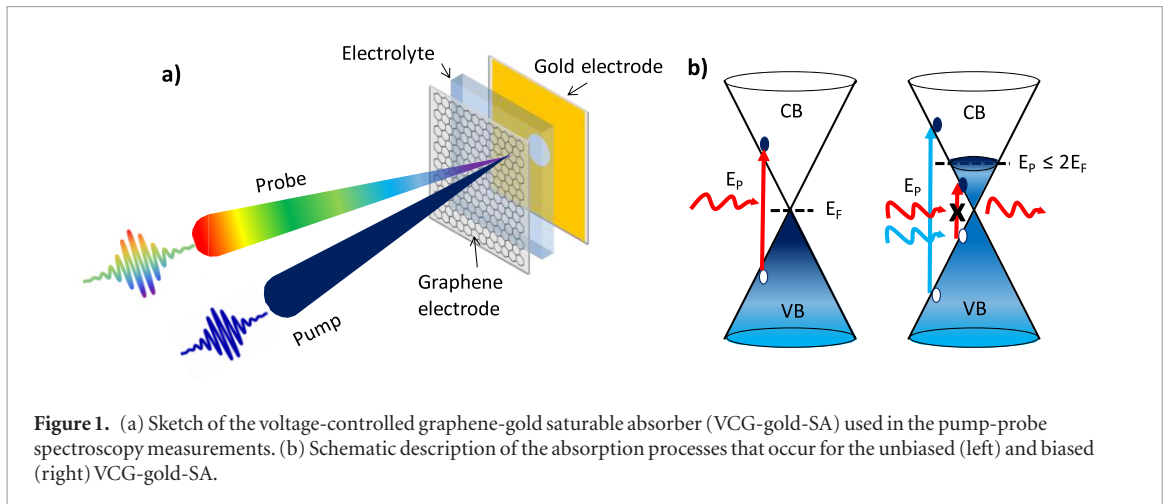 a)
Electrolyte
Gold electrode
Probe
Graphene
electrode
Pump
b)
CB
E_P
E_F
VB
CB
E_P ≤ 2E_F
E_P
X
VB
Figure 1. (a) Sketch of the voltage-controlled graphene-gold saturable absorber (VCG-gold-SA) used in the pump-probe
spectroscopy measurements. (b) Schematic description of the absorption processes that occur for the unbiased (left) and biased
(right) VCG-gold-SA.